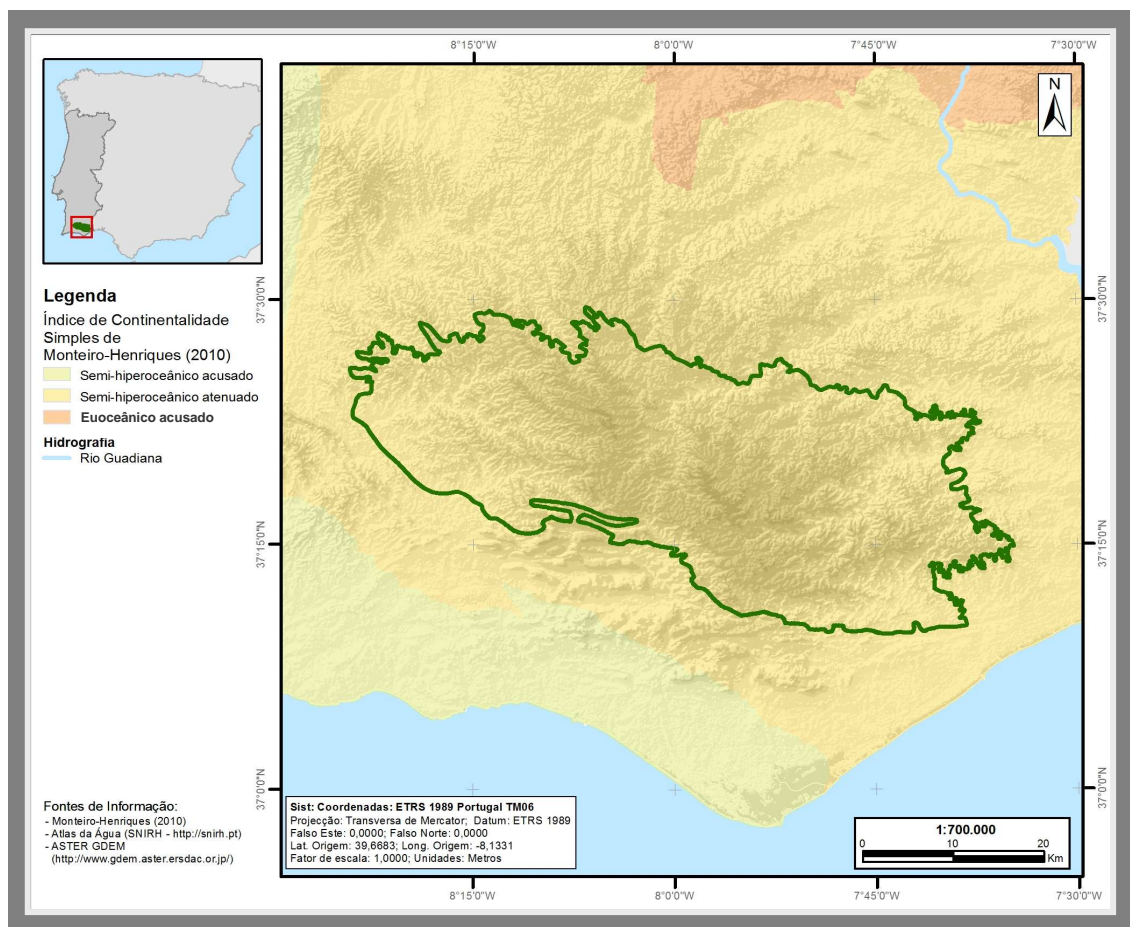 8°15'0"W 8°0'0"W 7°45'0"W 7°30'0"W
N
37°30'0"N 37°30'0"N
37°15'0"N 37°15'0"N
37°0'0"N 37°0'0"N
Legenda
Índice de Continentalidade
Simples de
Monteiro-Henriques (2010)
Semi-hiperoceânico acusado
Semi-hiperoceânico atenuado
Euoceânico acusado
Hidrografia
Rio Guadiana
Fontes de Informação:
- Monteiro-Henriques (2010)
- Atlas da Água (SNIRH - http://snirh.pt)
- ASTER GDEM
(http://www.gdem.aster.ersdac.or.jp/)
Sist: Coordenadas: ETRS 1989 Portugal TM06
Projecção: Transversa de Mercator; Datum: ETRS 1989
Falso Este: 0,0000; Falso Norte: 0,0000
Lat. Origem: 39,6683; Long. Origem: -8,1331
Fator de escala: 1,0000; Unidades: Metros
1:700.000
0 10 20
Km
8°15'0"W 8°0'0"W 7°45'0"W 7°30'0"W